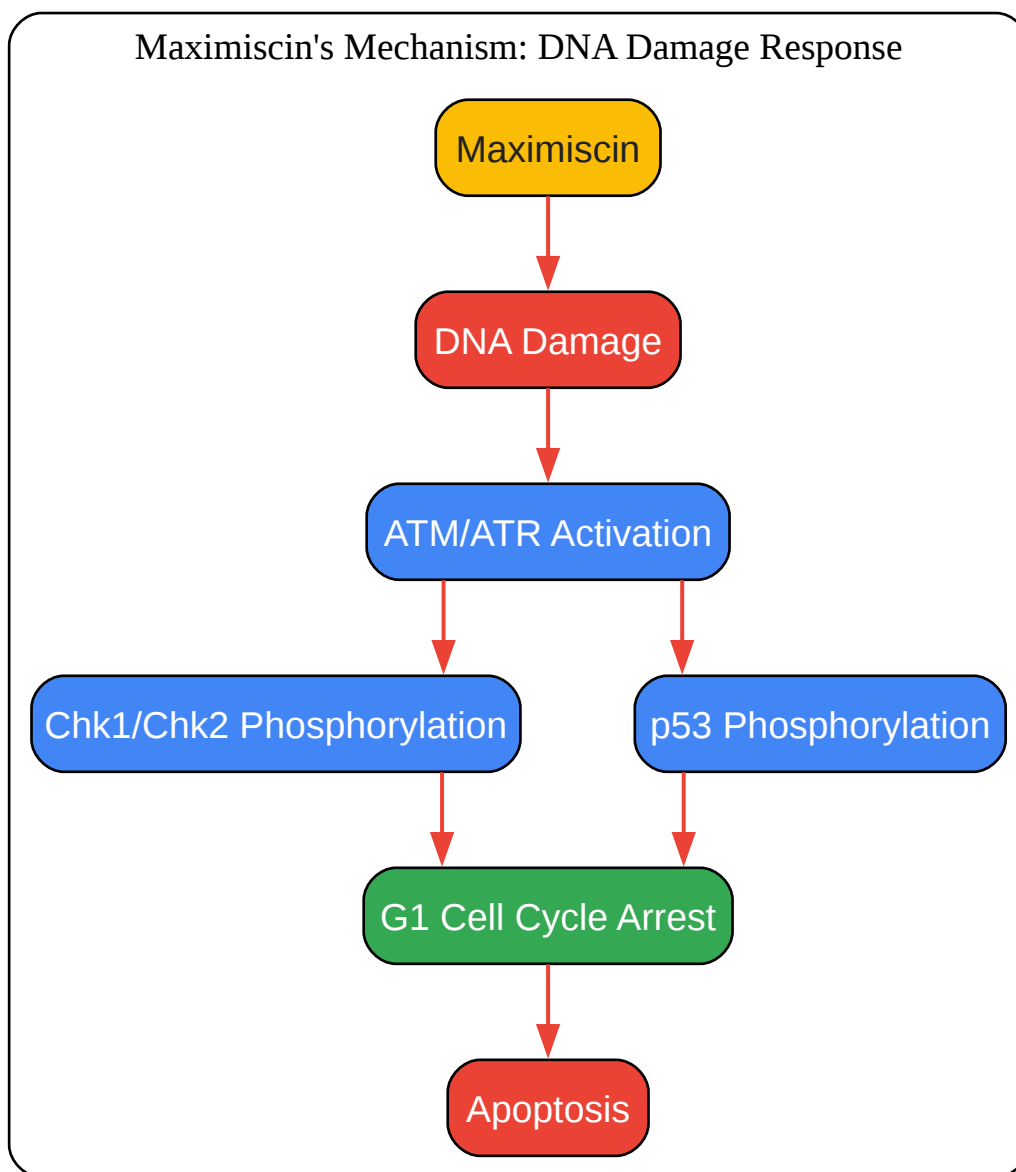 Maximiscin's Mechanism: DNA Damage Response
Maximiscin
DNA Damage
ATM/ATR Activation
Chk1/Chk2 Phosphorylation
p53 Phosphorylation
G1 Cell Cycle Arrest
Apoptosis